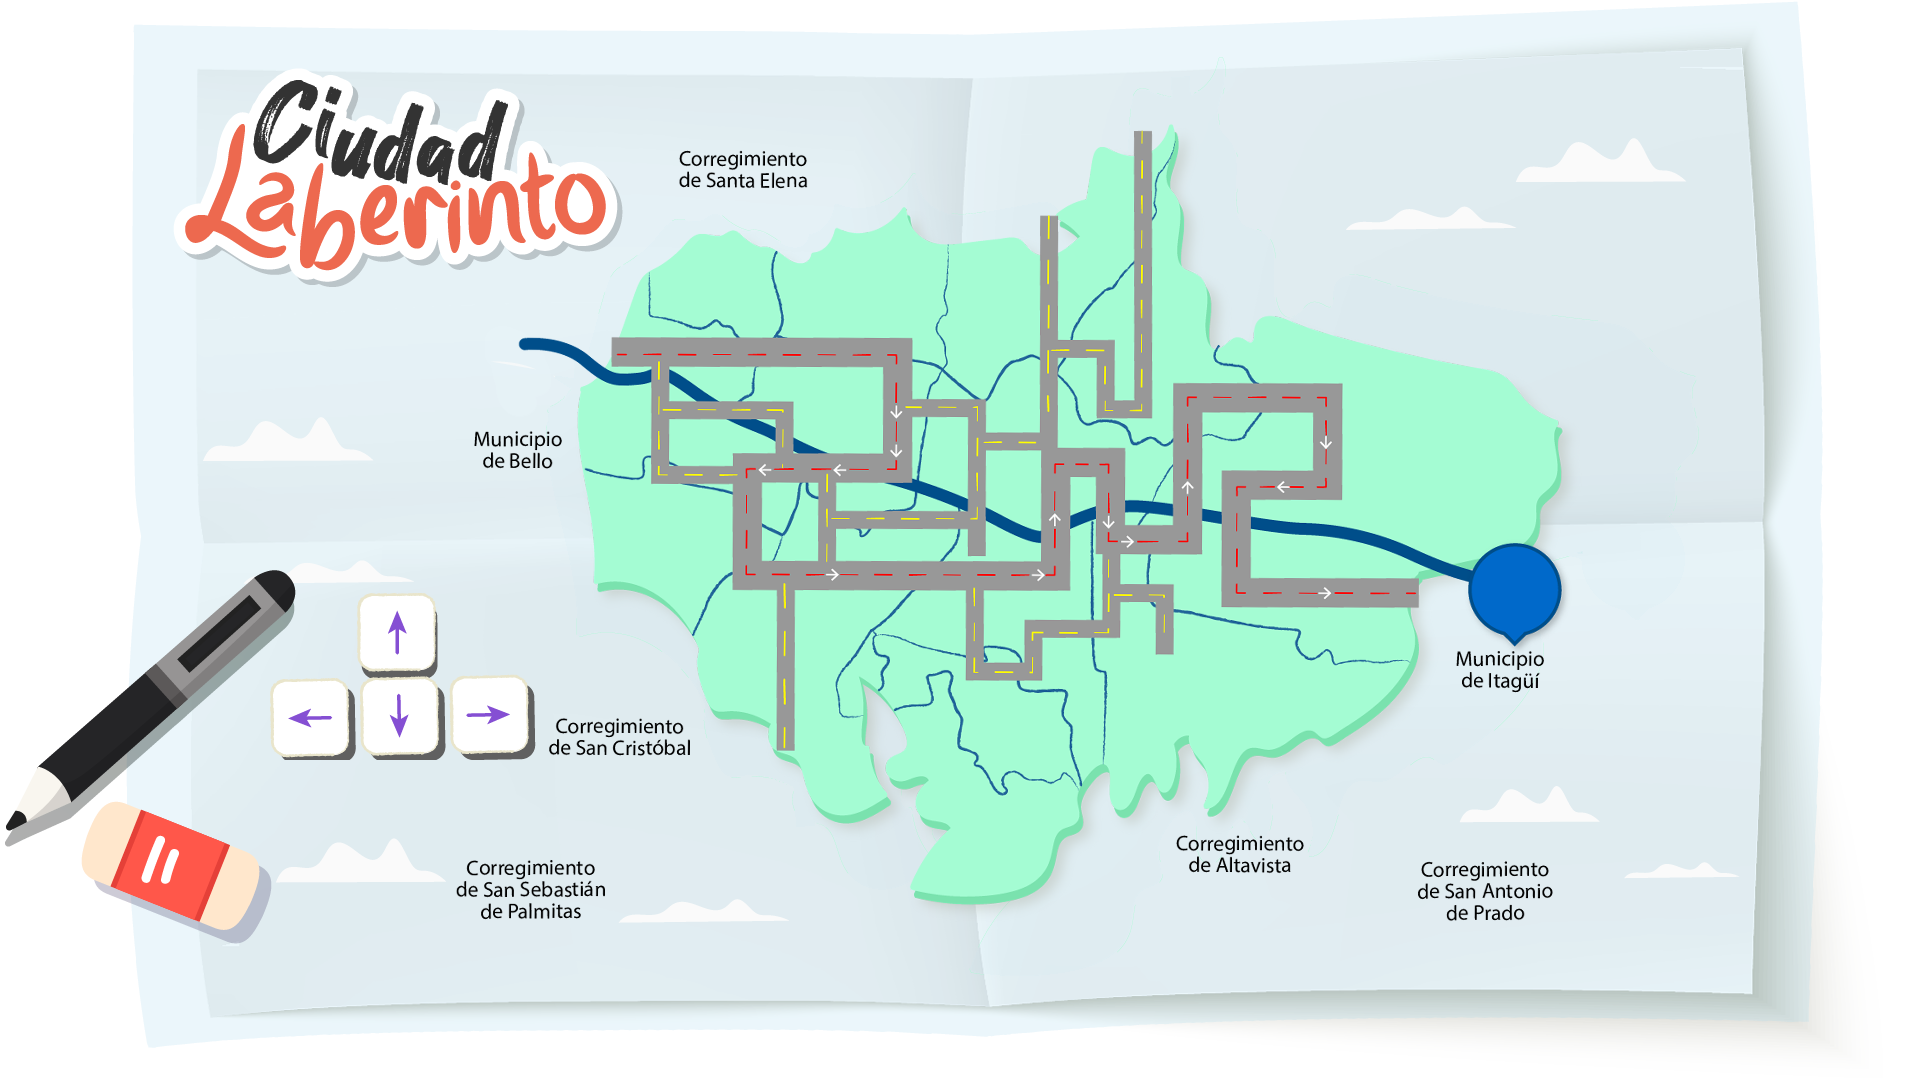 Ciudad
Laberinto
Corregimiento
de Santa Elena
Municipio
de Bello
Municipio
de Itagüí
Corregimiento
de San Cristóbal
Corregimiento
de Altavista
Corregimiento
de San Sebastián
de Palmitas
Corregimiento
de San Antonio
de Prado